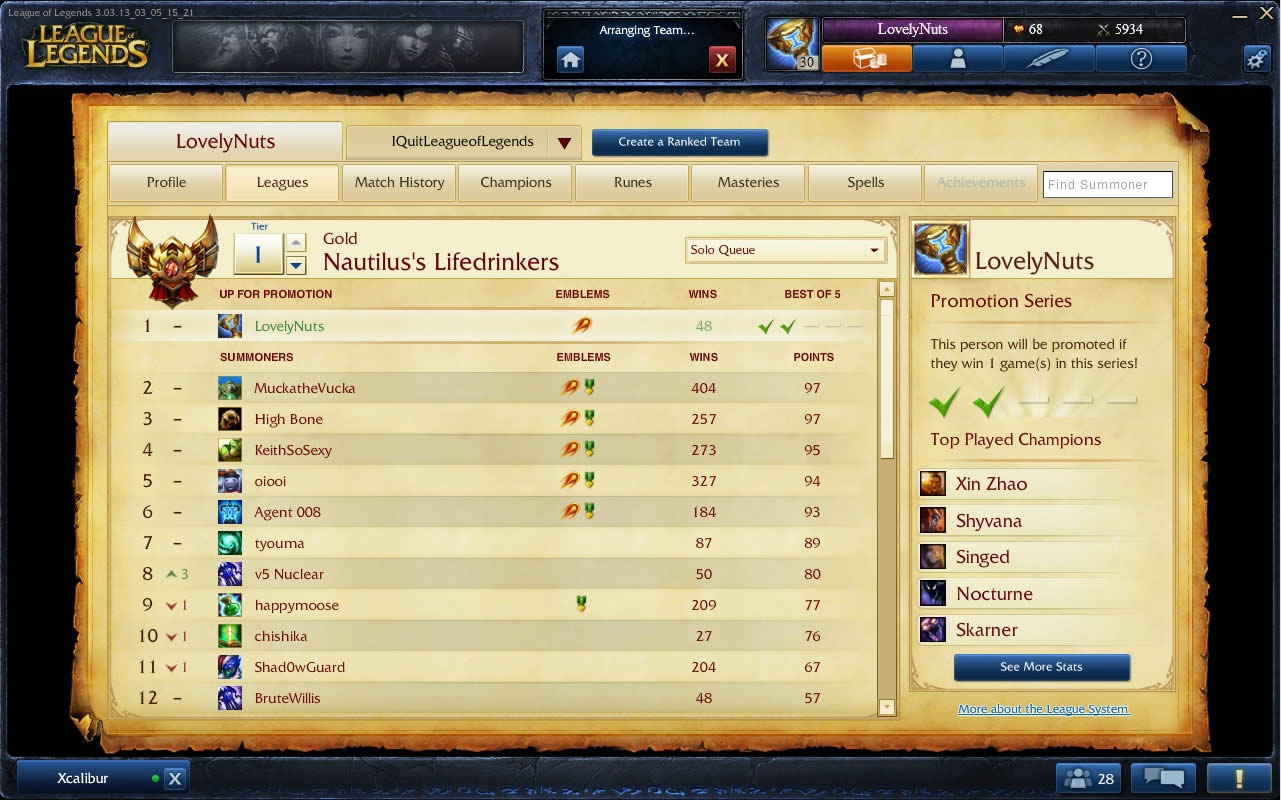 League of Legends 3.03.13_03_05_15_21
LEAGUE of LEGENDS
Arranging Team...
X
30
LovelyNuts
68
5934
?
LovelyNuts
IQuitLeagueofLegends
Create a Ranked Team
Profile
Leagues
Match History
Champions
Runes
Masteries
Spells
Achievements
Find Summoner
Tier
I
Gold
Nautilus's Lifedrinkers
Solo Queue
UP FOR PROMOTION EMBLEMS WINS BEST OF 5
1 – LovelyNuts 48
SUMMONERS EMBLEMS WINS POINTS
2 – MuckatheVucka 404 97
3 – High Bone 257 97
4 – KeithSoSexy 273 95
5 – oiooi 327 94
6 – Agent 008 184 93
7 – tyouma 87 89
8 3 v5 Nuclear 50 80
9 1 happymoose 209 77
10 1 chishika 27 76
11 1 Shad0wGuard 204 67
12 – BruteWillis 48 57
LovelyNuts
Promotion Series
This person will be promoted if
they win 1 game(s) in this series!
Top Played Champions
Xin Zhao
Shyvana
Singed
Nocturne
Skarner
See More Stats
More about the League System
Xcalibur
X
28
!